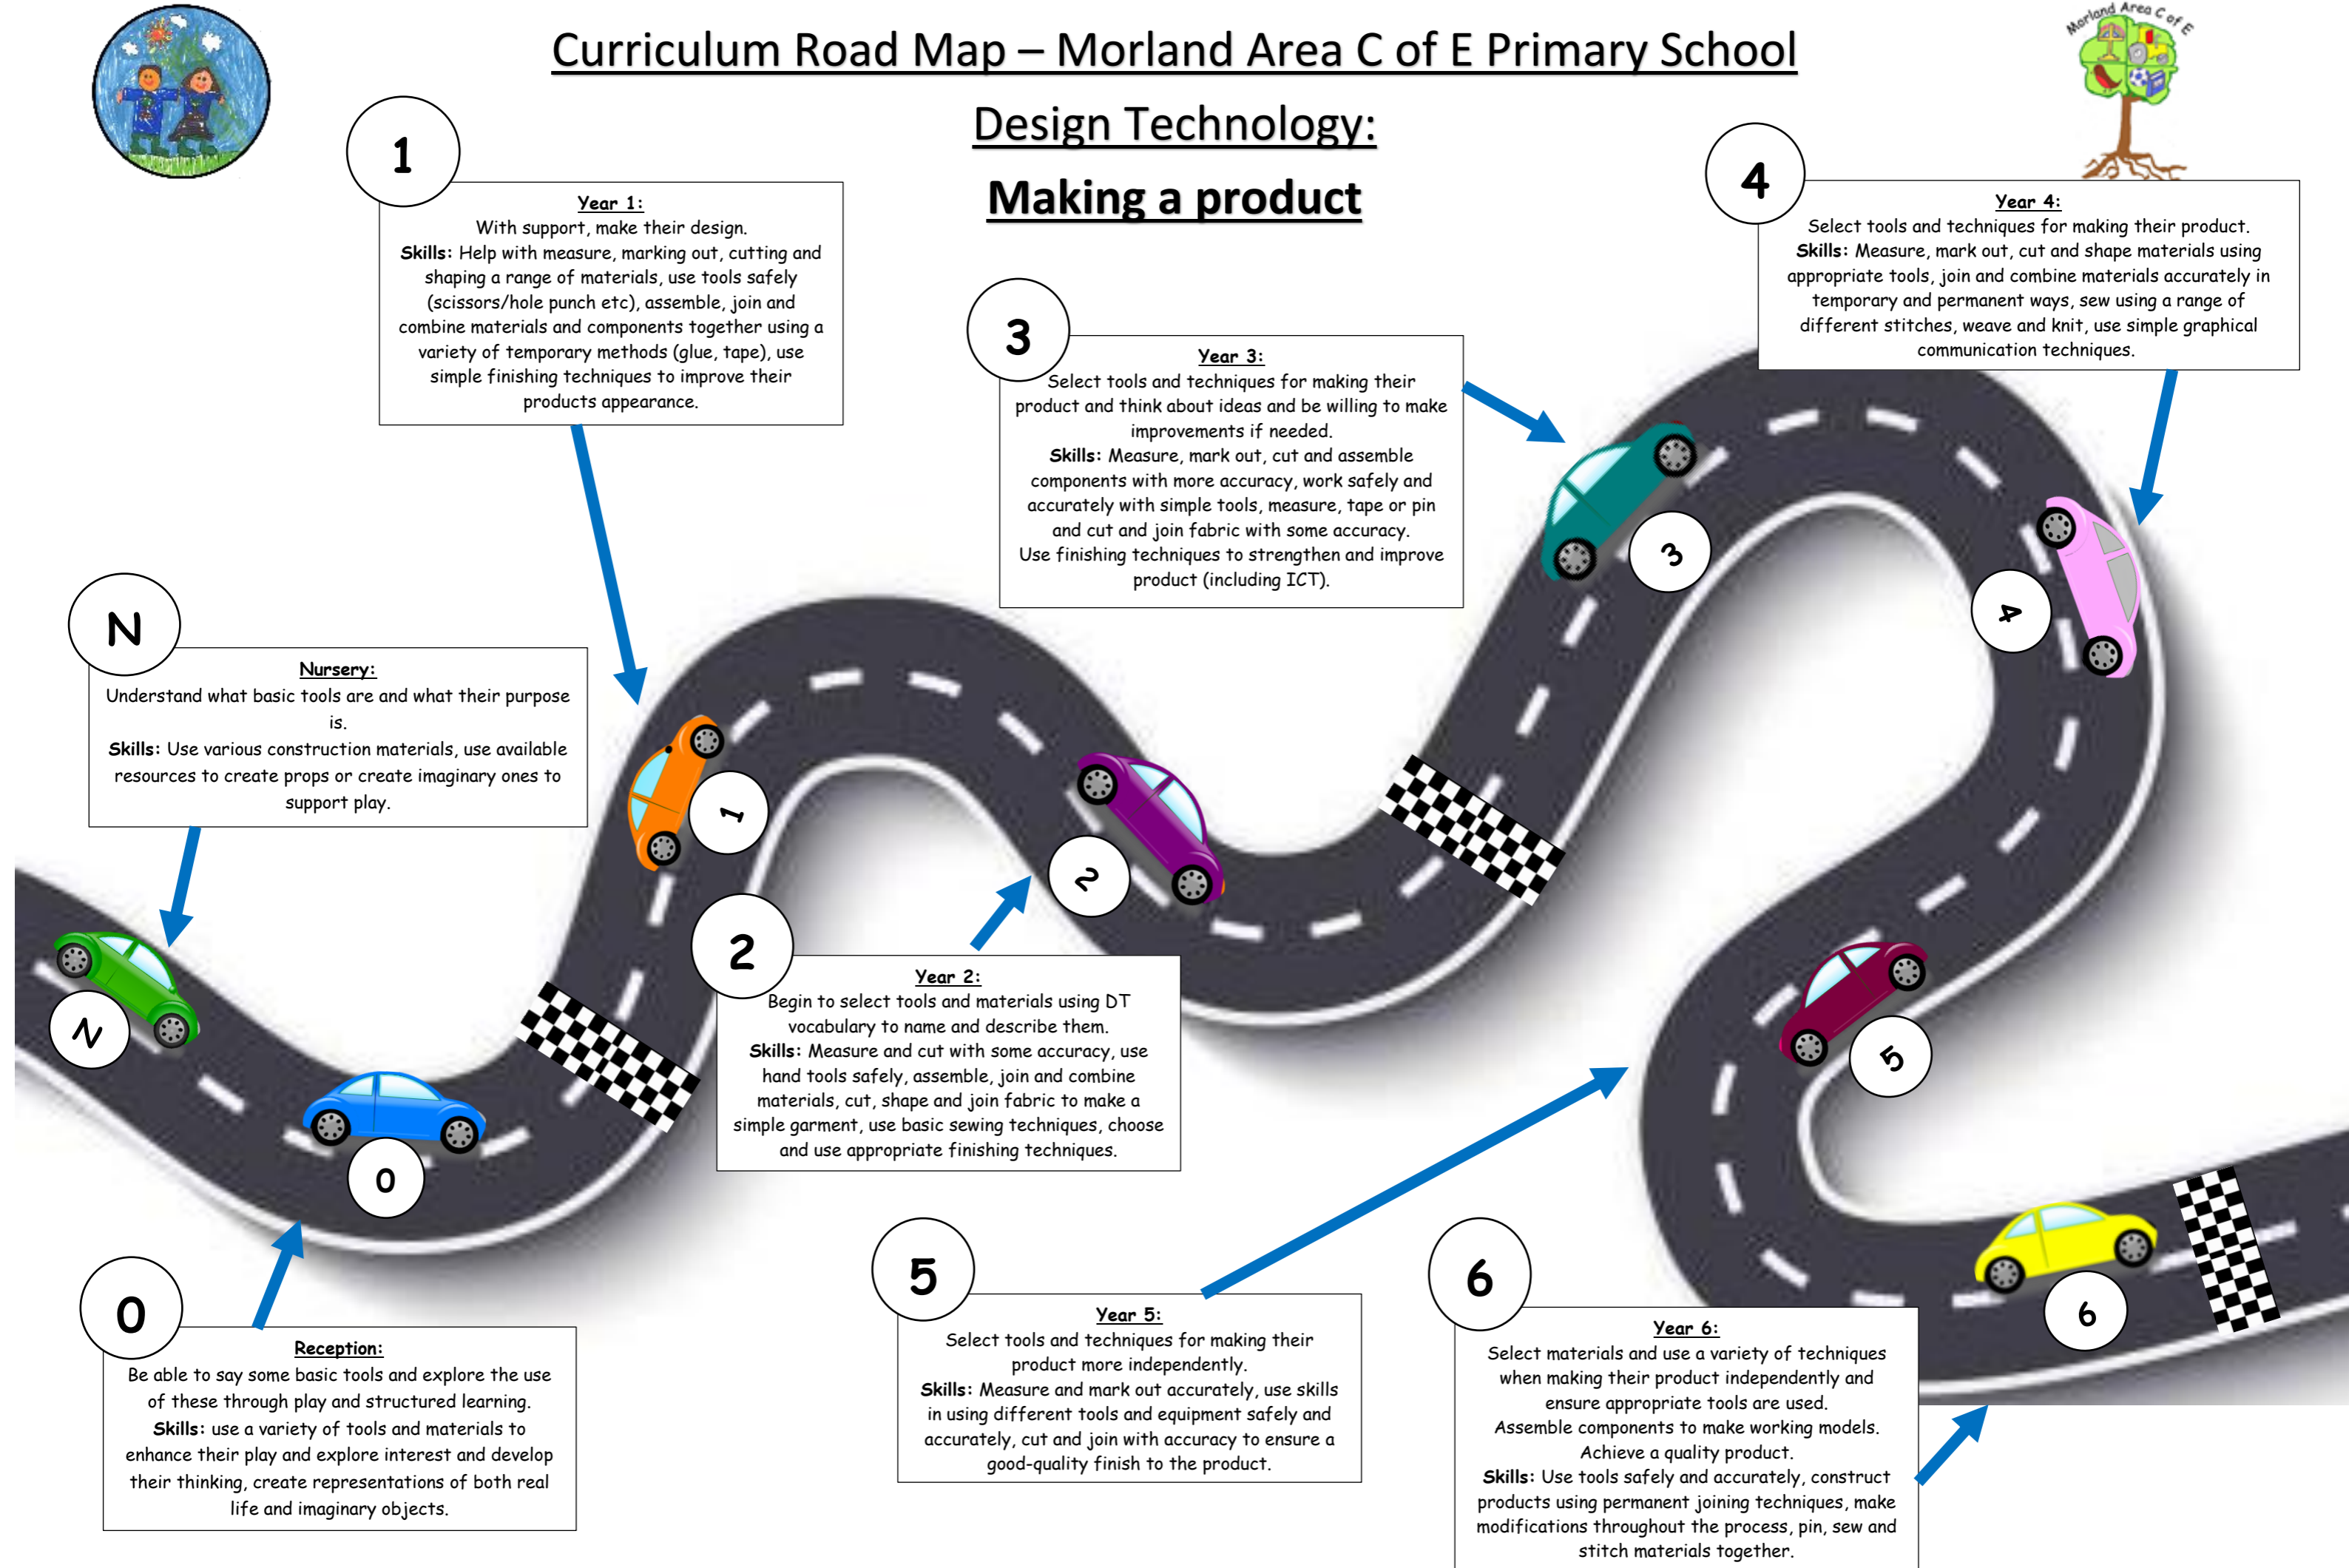 Curriculum Road Map – Morland Area C of E Primary School
Design Technology:
Making a product
Morland Area C of E
1
Year 1:
With support, make their design.
Skills: Help with measure, marking out, cutting and
shaping a range of materials, use tools safely
(scissors/hole punch etc), assemble, join and
combine materials and components together using a
variety of temporary methods (glue, tape), use
simple finishing techniques to improve their
products appearance.
4
Year 4:
Select tools and techniques for making their product.
Skills: Measure, mark out, cut and shape materials using
appropriate tools, join and combine materials accurately in
temporary and permanent ways, sew using a range of
different stitches, weave and knit, use simple graphical
communication techniques.
3
Year 3:
Select tools and techniques for making their
product and think about ideas and be willing to make
improvements if needed.
Skills: Measure, mark out, cut and assemble
components with more accuracy, work safely and
accurately with simple tools, measure, tape or pin
and cut and join fabric with some accuracy.
Use finishing techniques to strengthen and improve
product (including ICT).
3
4
N
Nursery:
Understand what basic tools are and what their purpose
is.
Skills: Use various construction materials, use available
resources to create props or create imaginary ones to
support play.
1
2
N
0
5
6
2
Year 2:
Begin to select tools and materials using DT
vocabulary to name and describe them.
Skills: Measure and cut with some accuracy, use
hand tools safely, assemble, join and combine
materials, cut, shape and join fabric to make a
simple garment, use basic sewing techniques, choose
and use appropriate finishing techniques.
0
Reception:
Be able to say some basic tools and explore the use
of these through play and structured learning.
Skills: use a variety of tools and materials to
enhance their play and explore interest and develop
their thinking, create representations of both real
life and imaginary objects.
5
Year 5:
Select tools and techniques for making their
product more independently.
Skills: Measure and mark out accurately, use skills
in using different tools and equipment safely and
accurately, cut and join with accuracy to ensure a
good-quality finish to the product.
6
Year 6:
Select materials and use a variety of techniques
when making their product independently and
ensure appropriate tools are used.
Assemble components to make working models.
Achieve a quality product.
Skills: Use tools safely and accurately, construct
products using permanent joining techniques, make
modifications throughout the process, pin, sew and
stitch materials together.